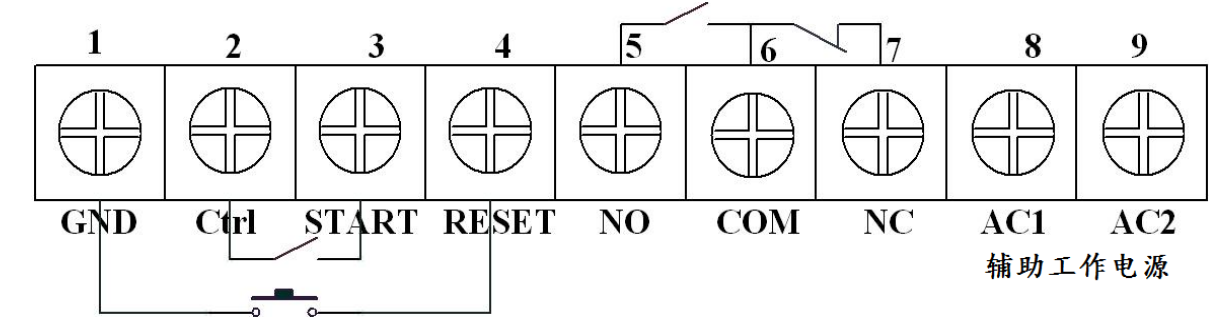 1 2 3 4 5 6 7 8 9
GND Ctrl START RESET NO COM NC AC1 AC2
辅助工作电源